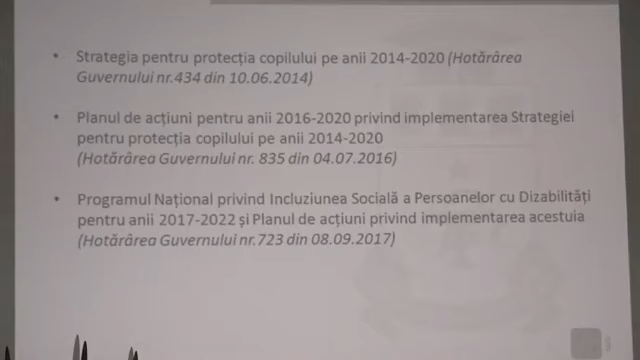 • Strategia pentru protecția copilului pe anii 2014-2020 (Hotărârea
Guvernului nr.434 din 10.06.2014)
• Planul de acțiuni pentru anii 2016-2020 privind implementarea Strategiei
pentru protecția copilului pe anii 2014-2020
(Hotărârea Guvernului nr. 835 din 04.07.2016)
• Programul Național privind Incluziunea Socială a Persoanelor cu Dizabilități
pentru anii 2017-2022 și Planul de acțiuni privind implementarea acestuia
(Hotărârea Guvernului nr.723 din 08.09.2017)